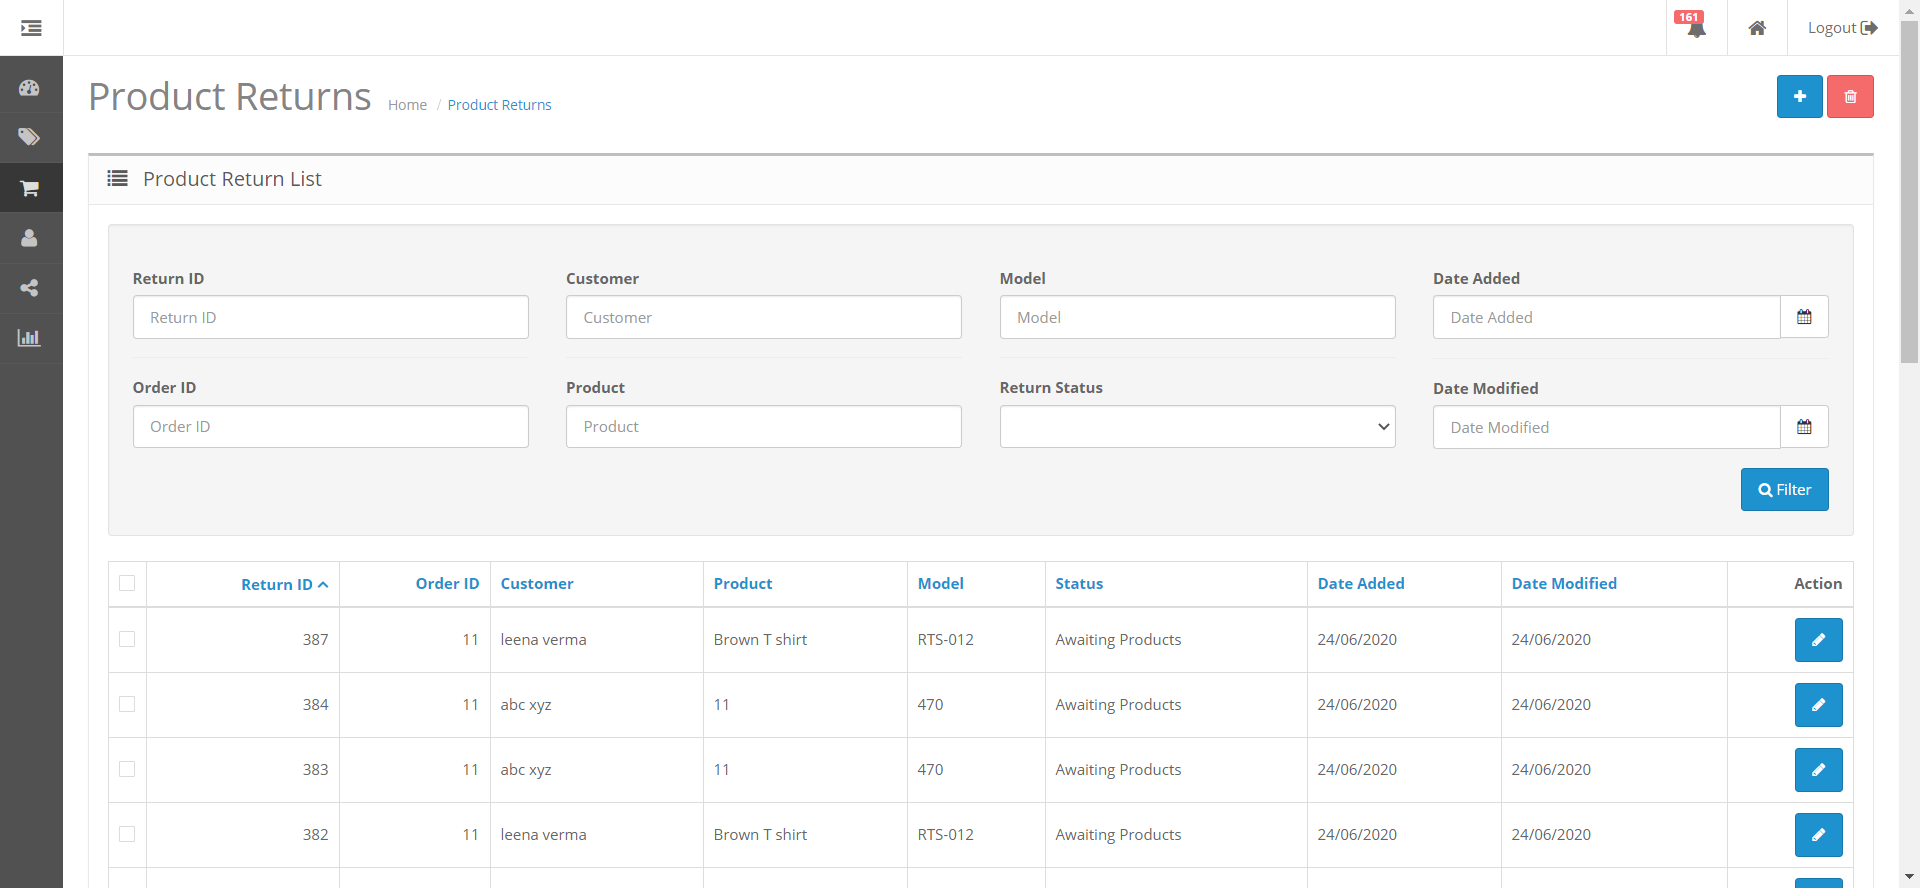 161
Logout
Product Returns
Home / Product Returns
Product Return List
Return ID Customer Model Date Added
Return ID Customer Model Date Added
Order ID Product Return Status Date Modified
Order ID Product Date Modified
Filter
Return ID Order ID Customer Product Model Status Date Added Date Modified Action
387 11 leena verma Brown T shirt RTS-012 Awaiting Products 24/06/2020 24/06/2020
384 11 abc xyz 11 470 Awaiting Products 24/06/2020 24/06/2020
383 11 abc xyz 11 470 Awaiting Products 24/06/2020 24/06/2020
382 11 leena verma Brown T shirt RTS-012 Awaiting Products 24/06/2020 24/06/2020